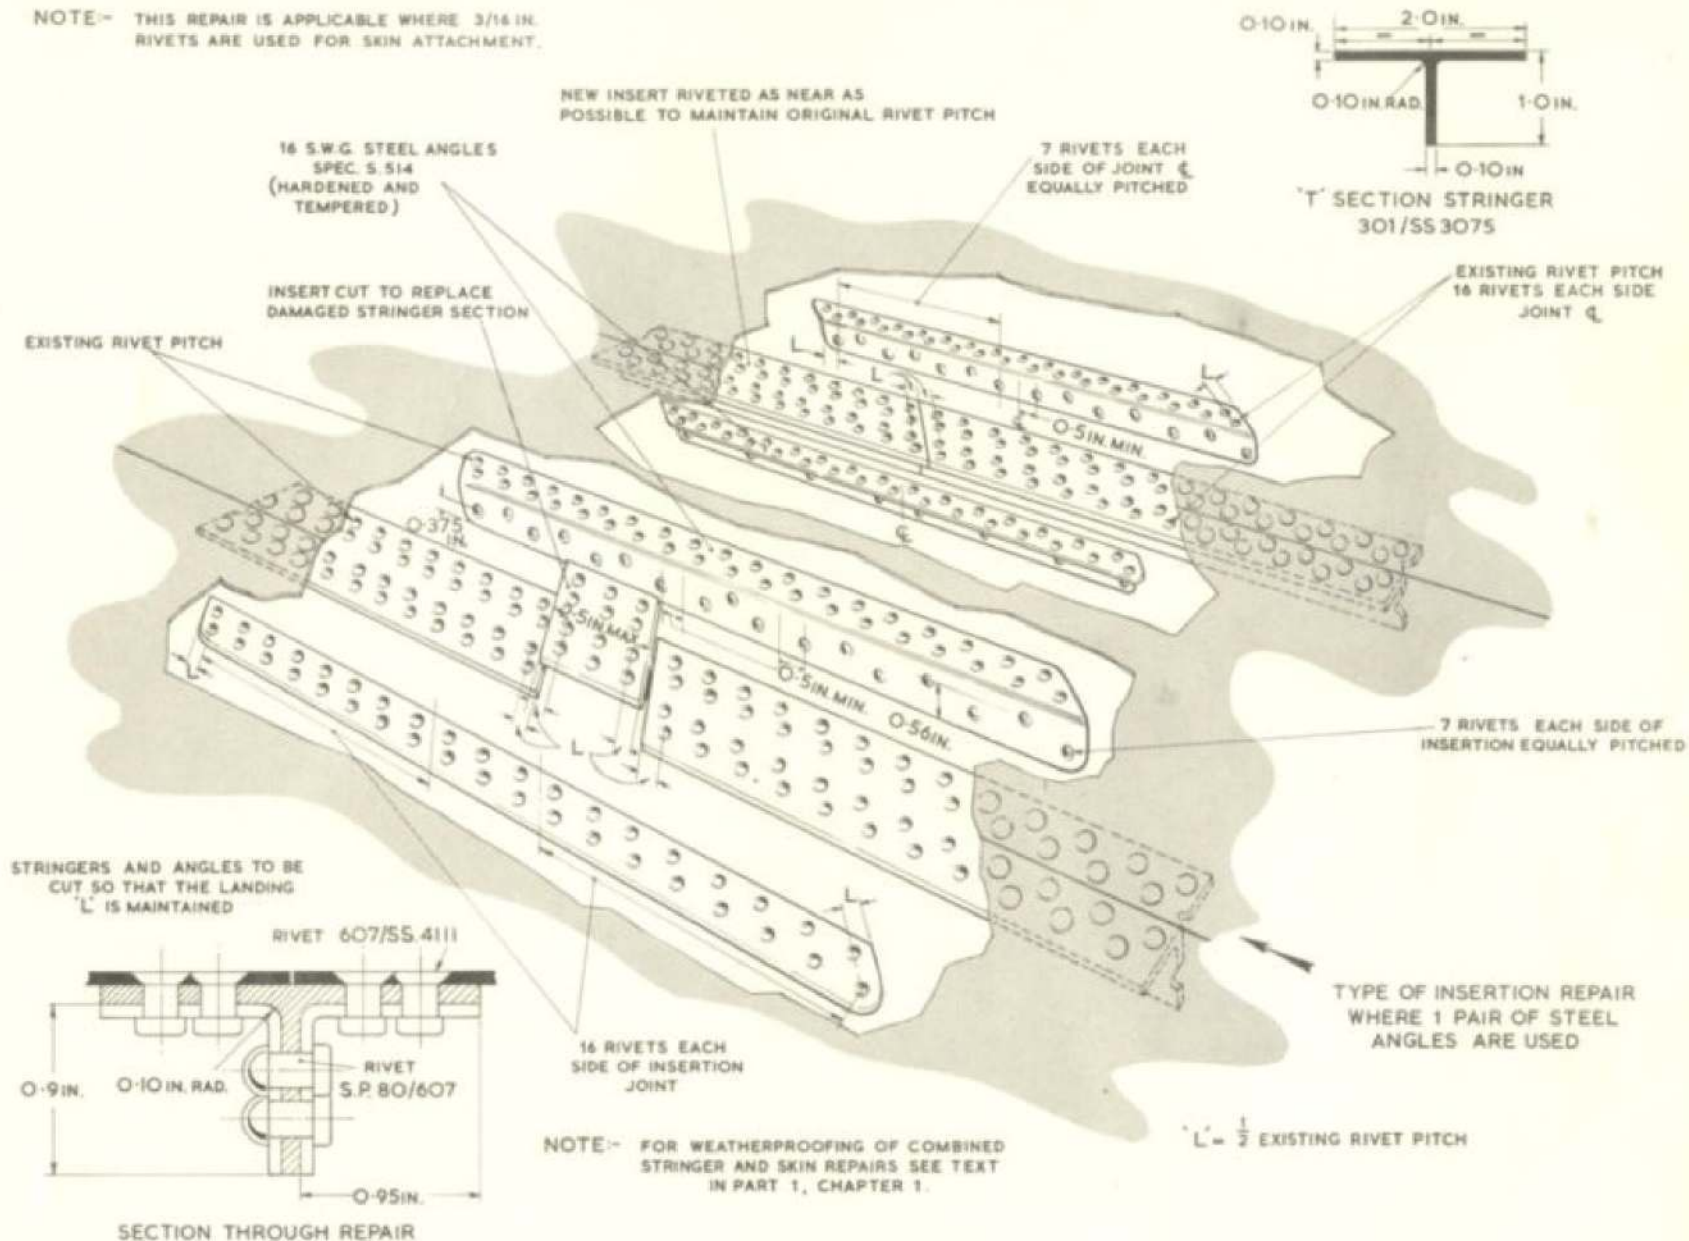 NOTE:- THIS REPAIR IS APPLICABLE WHERE 3/16 IN.
RIVETS ARE USED FOR SKIN ATTACHMENT.
0·10 IN.
2·0 IN.
0·10 IN. RAD.
1·0 IN.
0·10 IN
'T' SECTION STRINGER
301/SS 3075
NEW INSERT RIVETED AS NEAR AS
POSSIBLE TO MAINTAIN ORIGINAL RIVET PITCH
16 S.W.G. STEEL ANGLES
SPEC. S.514
(HARDENED AND
TEMPERED)
7 RIVETS EACH
SIDE OF JOINT ℄
EQUALLY PITCHED
EXISTING RIVET PITCH
16 RIVETS EACH SIDE
JOINT ℄
INSERT CUT TO REPLACE
DAMAGED STRINGER SECTION
EXISTING RIVET PITCH
L
L
L
0·5 IN. MIN.
℄
L
0·375
IN.
0·5 IN. MAX.
0·5 IN. MIN.
0·56 IN.
L
L
L
7 RIVETS EACH SIDE OF
INSERTION EQUALLY PITCHED
STRINGERS AND ANGLES TO BE
CUT SO THAT THE LANDING
'L' IS MAINTAINED
RIVET 607/SS.4111
0·9 IN.
0·10 IN. RAD.
RIVET
S.P. 80/607
0·95 IN.
SECTION THROUGH REPAIR
16 RIVETS EACH
SIDE OF INSERTION
JOINT
TYPE OF INSERTION REPAIR
WHERE 1 PAIR OF STEEL
ANGLES ARE USED
NOTE:- FOR WEATHERPROOFING OF COMBINED
STRINGER AND SKIN REPAIRS SEE TEXT
IN PART 1, CHAPTER 1.
'L' = 1/2 EXISTING RIVET PITCH